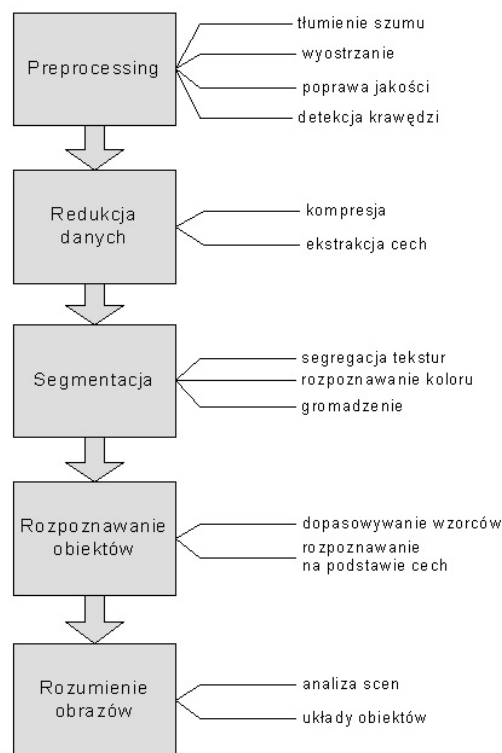 Preprocessing
tłumienie szumu
wyostrzanie
poprawa jakości
detekcja krawędzi
Redukcja
danych
kompresja
ekstrakcja cech
Segmentacja
segregacja tekstur
rozpoznawanie koloru
gromadzenie
Rozpoznawanie
obiektów
dopasowywanie wzorców
rozpoznawanie
na podstawie cech
Rozumienie
obrazów
analiza scen
układy obiektów